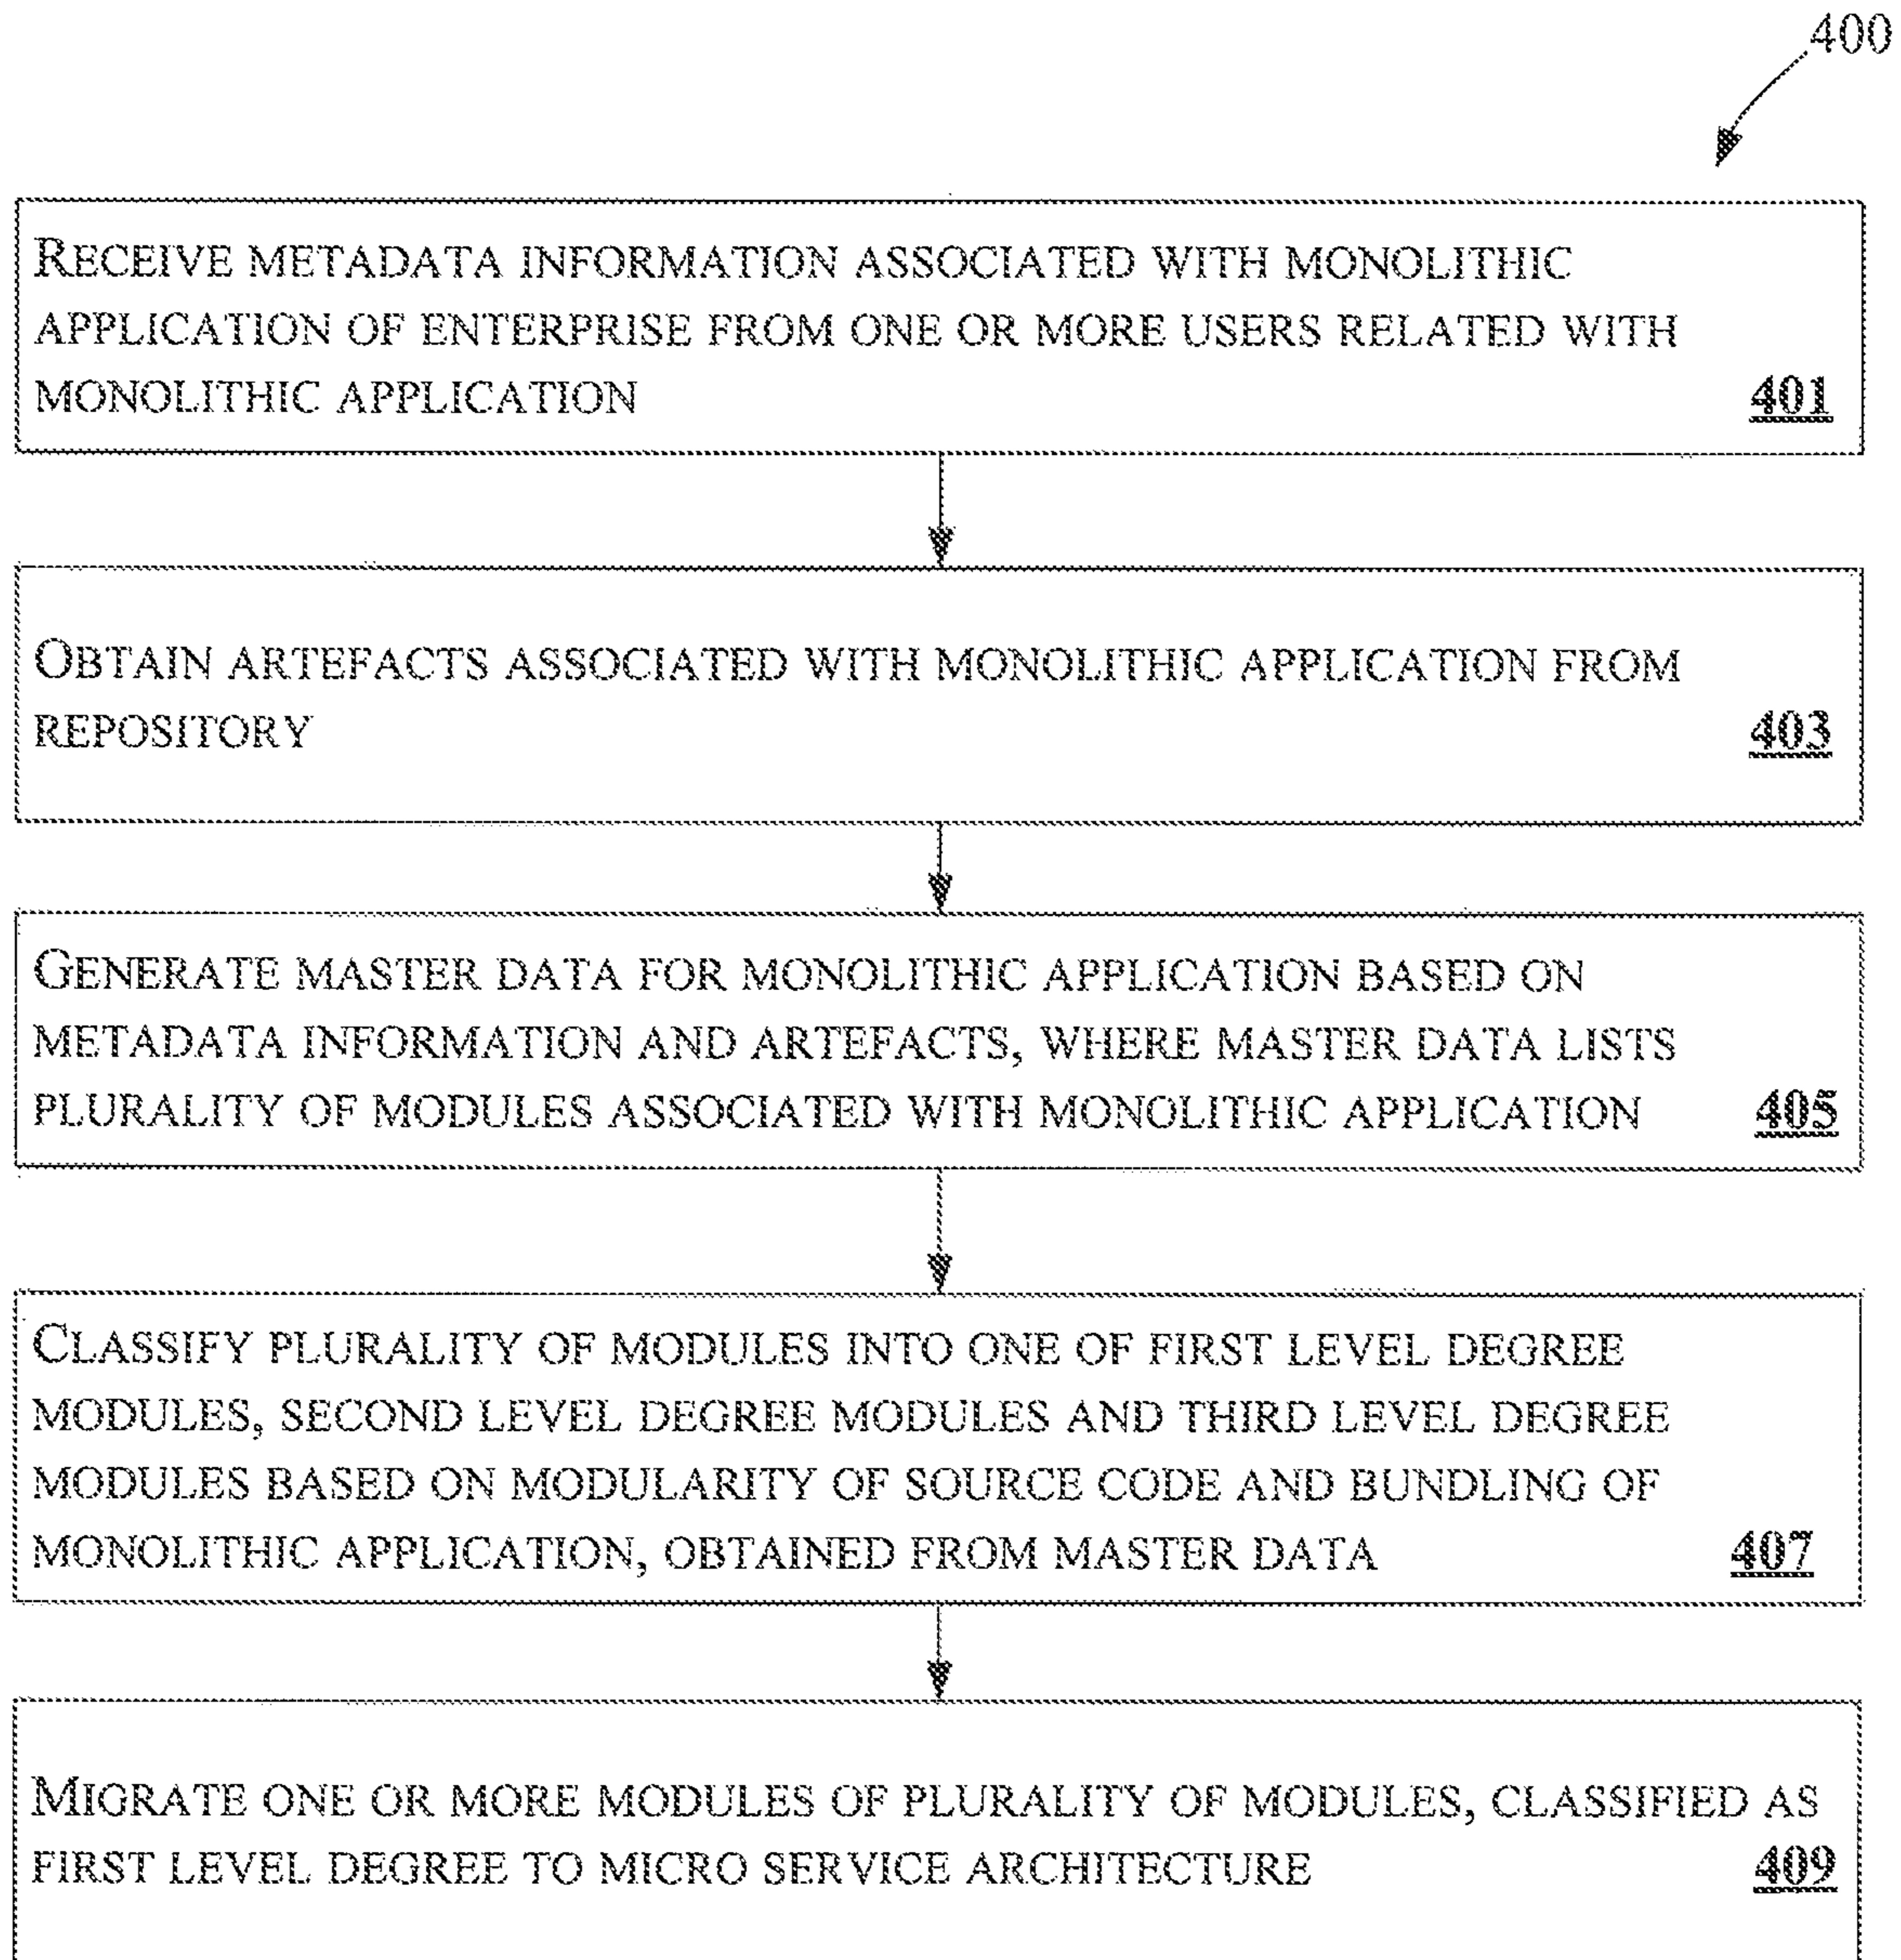 400
RECEIVE METADATA INFORMATION ASSOCIATED WITH MONOLITHIC
APPLICATION OF ENTERPRISE FROM ONE OR MORE USERS RELATED WITH
MONOLITHIC APPLICATION 401
OBTAIN ARTEFACTS ASSOCIATED WITH MONOLITHIC APPLICATION FROM
REPOSITORY 403
GENERATE MASTER DATA FOR MONOLITHIC APPLICATION BASED ON
METADATA INFORMATION AND ARTEFACTS, WHERE MASTER DATA LISTS
PLURALITY OF MODULES ASSOCIATED WITH MONOLITHIC APPLICATION 405
CLASSIFY PLURALITY OF MODULES INTO ONE OF FIRST LEVEL DEGREE
MODULES, SECOND LEVEL DEGREE MODULES AND THIRD LEVEL DEGREE
MODULES BASED ON MODULARITY OF SOURCE CODE AND BUNDLING OF
MONOLITHIC APPLICATION, OBTAINED FROM MASTER DATA 407
MIGRATE ONE OR MORE MODULES OF PLURALITY OF MODULES, CLASSIFIED AS
FIRST LEVEL DEGREE TO MICRO SERVICE ARCHITECTURE 409